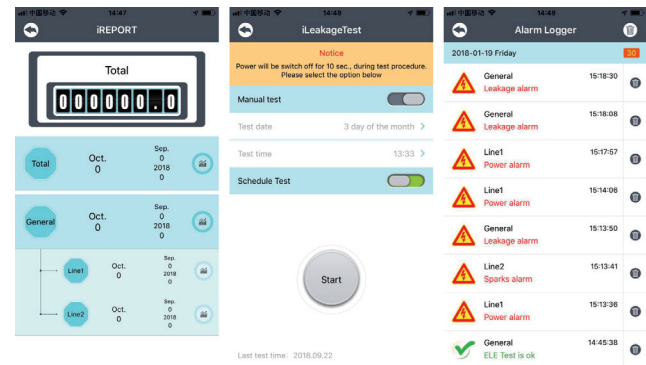 中国移动 14:47
iREPORT
Total
000000.0
Total
Oct.
0
Sep.
0
2018
0
General
Oct.
0
Sep.
0
2018
0
Line1
Oct.
0
Sep.
0
2018
0
Line2
Oct.
0
Sep.
0
2018
0
中国移动 14:48
iLeakageTest
Notice
Power will be switch off for 10 sec., during test procedure.
Please select the option below
Manual test
Test date 3 day of the month >
Test time 13:33 >
Schedule Test
Start
Last test time: 2018.09.22
中国移动 14:48
Alarm Logger
2018-01-19 Friday 30
General 15:18:30
Leakage alarm
General 15:18:08
Leakage alarm
Line1 15:17:57
Power alarm
Line1 15:14:06
Power alarm
General 15:13:50
Leakage alarm
Line2 15:13:41
Sparks alarm
Line1 15:13:36
Power alarm
General 14:45:38
ELE Test is ok